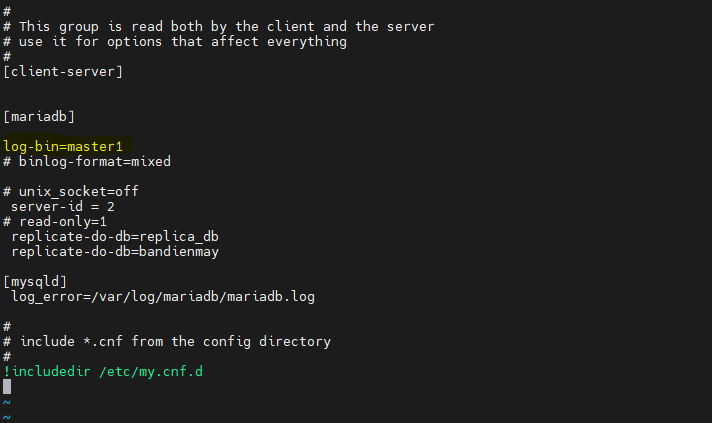 #
# This group is read both by the client and the server
# use it for options that affect everything
#
[client-server]
[mariadb]
log-bin=master1
# binlog-format=mixed
# unix_socket=off
server-id = 2
# read-only=1
replicate-do-db=replica_db
replicate-do-db=bandienmay
[mysqld]
log_error=/var/log/mariadb/mariadb.log
#
# include *.cnf from the config directory
#
!includedir /etc/my.cnf.d
~
~